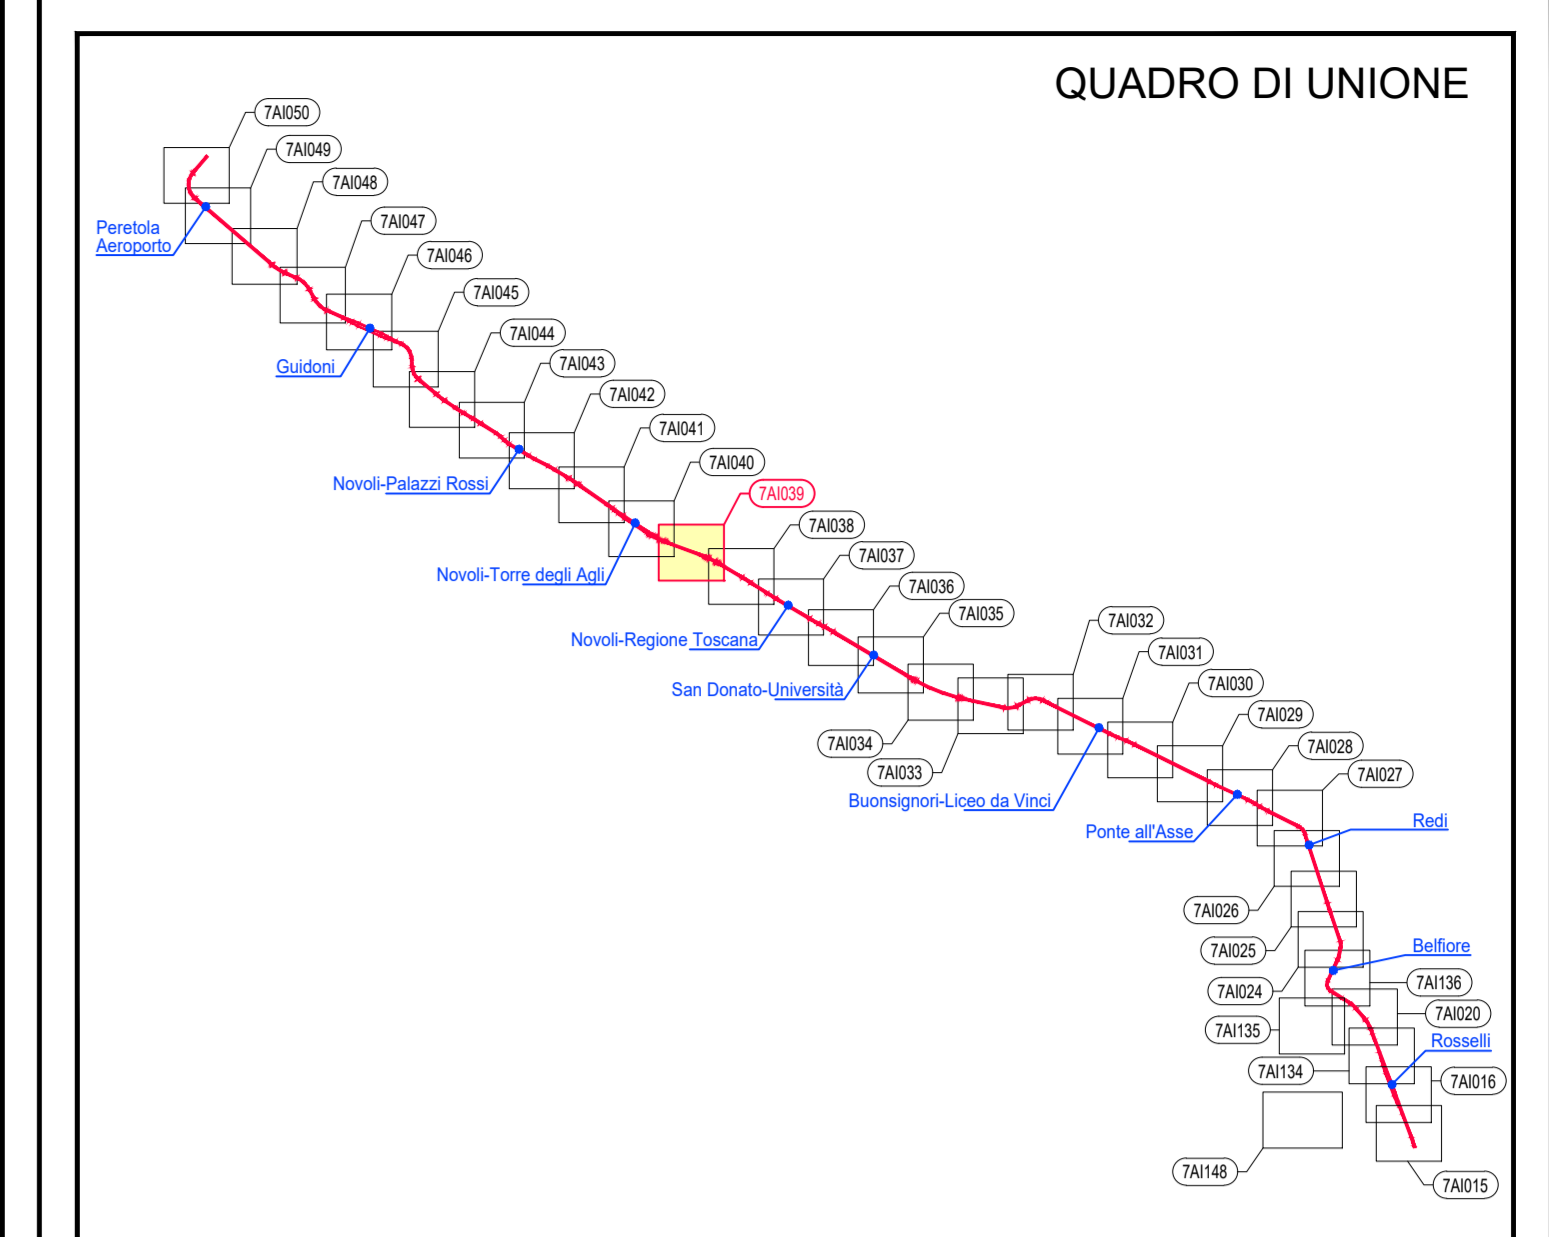 QUADRO DI UNIONE
7AI050
7AI049
7AI048
7AI047
Peretola
Aeroporto
7AI046
7AI045
7AI044
Guidoni
7AI043
7AI042
7AI041
7AI040
Novoli-Palazzi Rossi
7AI039
7AI038
7AI037
Novoli-Torre degli Agli
7AI036
7AI035
7AI032
Novoli-Regione Toscana
7AI031
7AI030
San Donato-Università
7AI029
7AI034
7AI028
7AI033
7AI027
Buonsignori-Liceo da Vinci
Redi
Ponte all'Asse
7AI026
Belfiore
7AI025
7AI136
7AI024
7AI020
7AI135
Rosselli
7AI134
7AI016
7AI148
7AI015